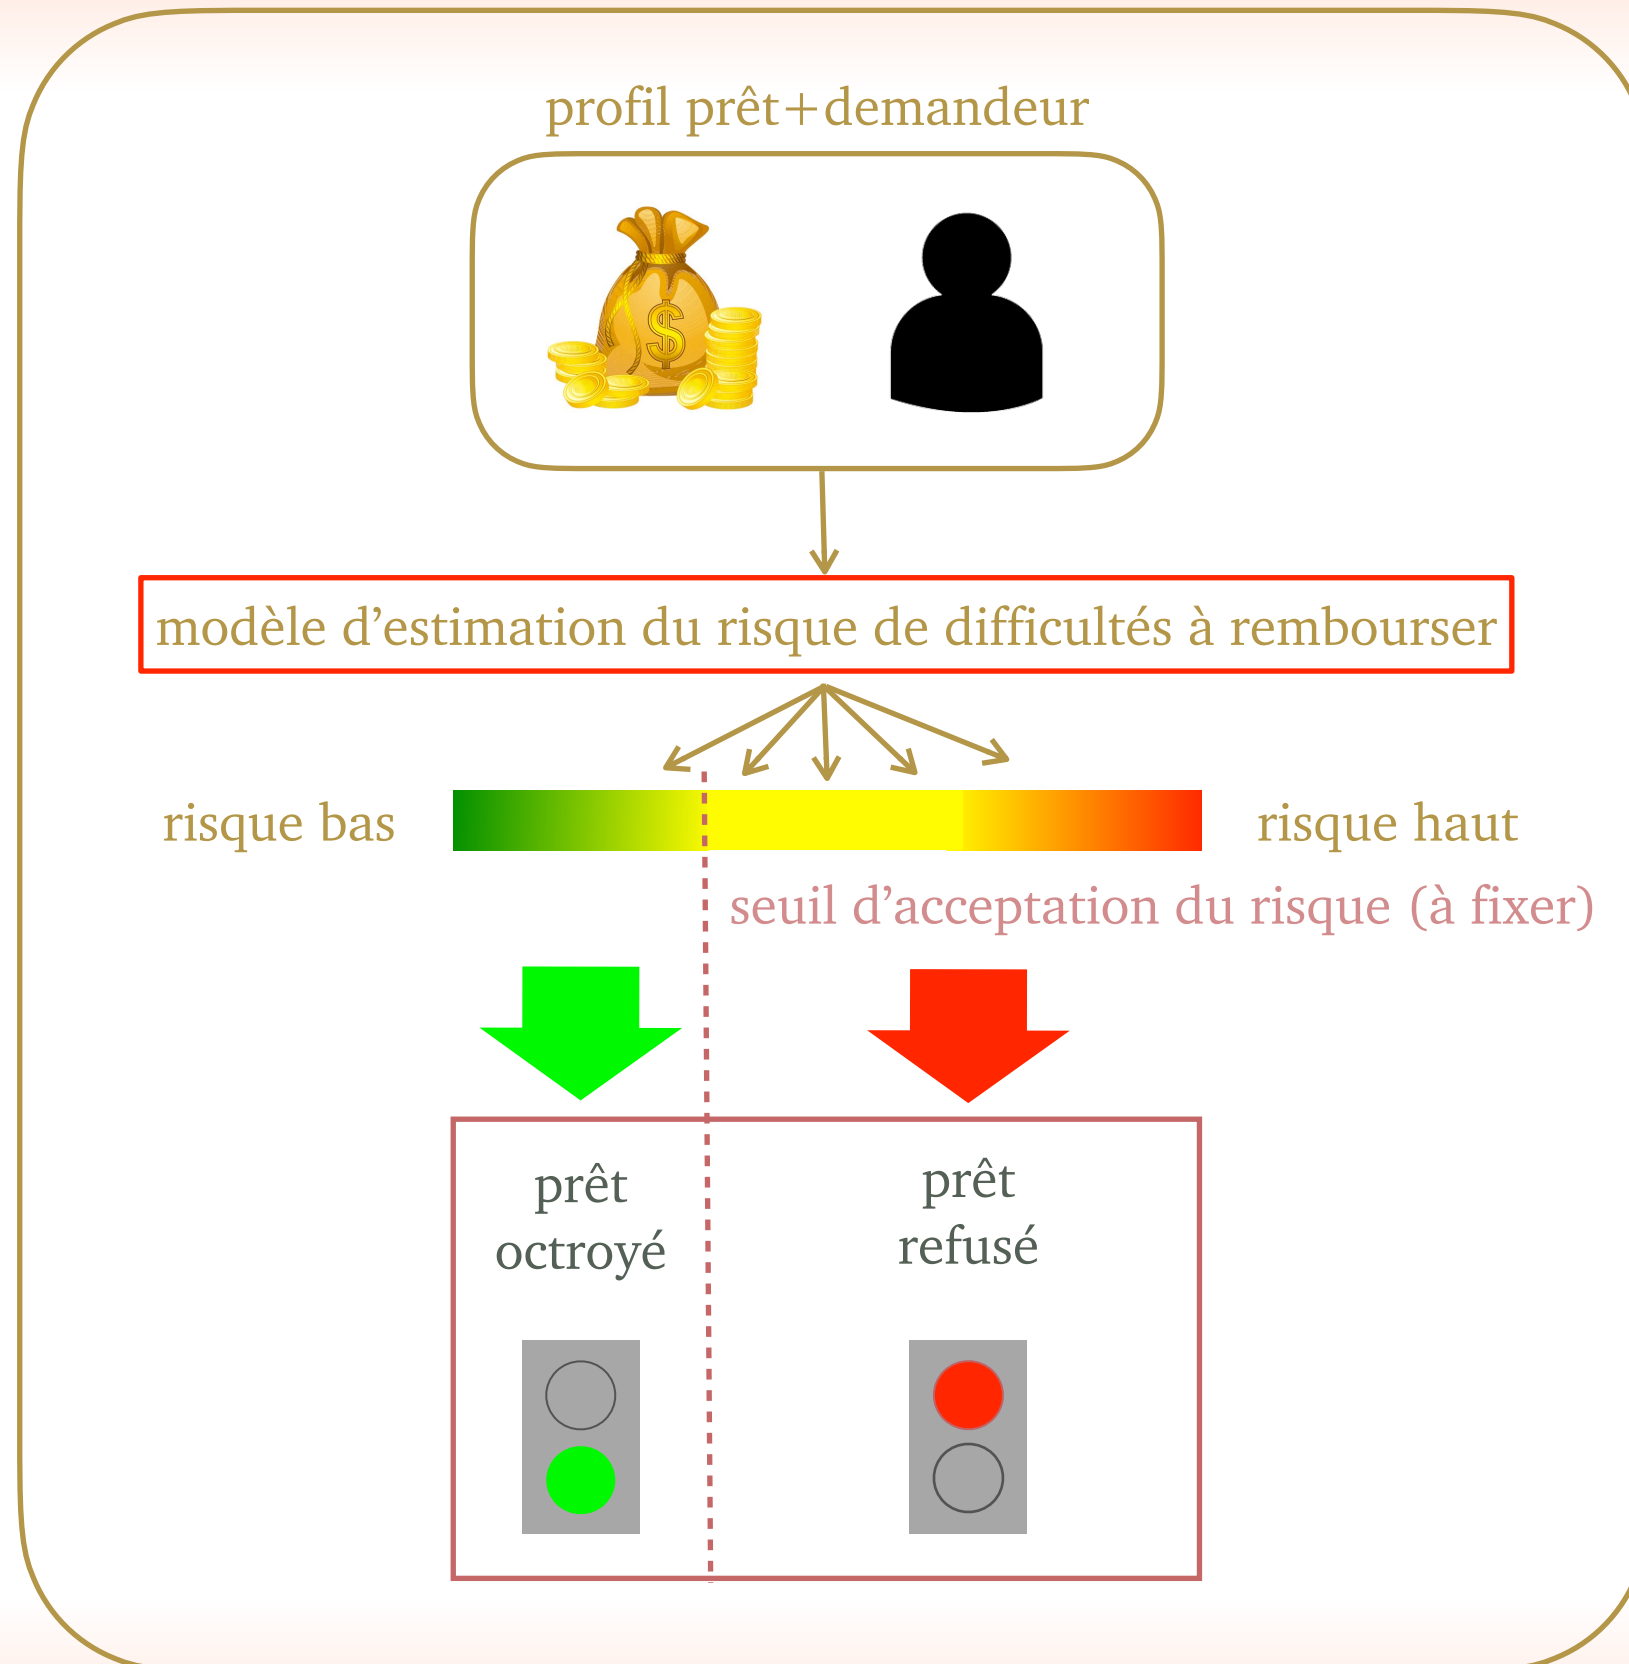 profil prêt+demandeur
$
modèle d’estimation du risque de difficultés à rembourser
risque bas
risque haut
seuil d’acceptation du risque (à fixer)
prêt
octroyé
prêt
refusé